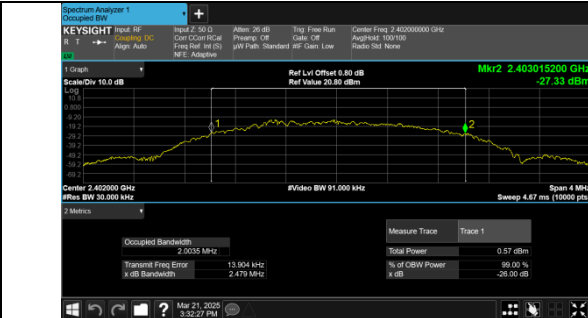 Spectrum Analyzer 1
Occupied BW
+
KEYSIGHT Input: RF Input Z: 50 Ω Atten: 26 dB Trig: Free Run Center Freq: 2.402000000 GHz
R T Coupling: DC Corr CCorr RCal Preamp: Off Gate: Off Avg|Hold: 100/100
Align: Auto Freq Ref: Int (S) µW Path: Standard #IF Gain: Low Radio Std: None
NFE: Adaptive
1 Graph Ref Lvl Offset 0.80 dB Mkr2 2.403015200 GHz
Scale/Div 10.0 dB Ref Value 20.80 dBm -27.33 dBm
Log
10.8
0.800
-9.20
-19.2
-29.2
-39.2
-49.2
-59.2
-69.2
1
2
Center 2.402000 GHz #Video BW 91.000 kHz Span 4 MHz
#Res BW 30.000 kHz Sweep 4.67 ms (10000 pts)
2 Metrics
Measure Trace Trace 1
Occupied Bandwidth
2.0035 MHz Total Power 0.57 dBm
Transmit Freq Error 13.904 kHz % of OBW Power 99.00 %
x dB Bandwidth 2.479 MHz x dB -26.00 dB
? Mar 21, 2025
3:32:27 PM